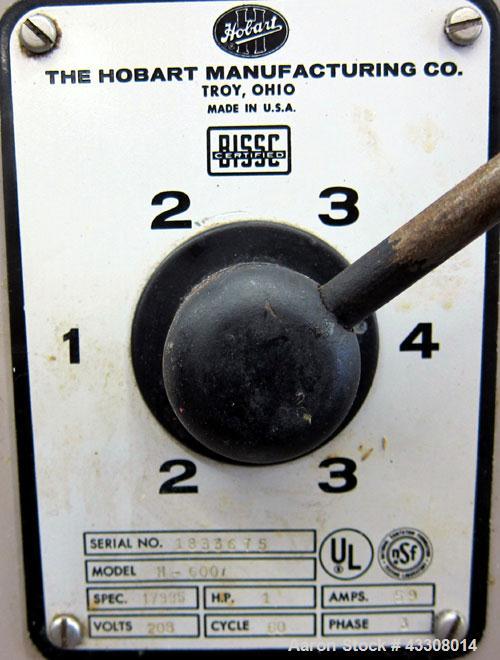 Hobart
THE HOBART MANUFACTURING CO.
TROY, OHIO
MADE IN U.S.A.
BISSC
CERTIFIED
2 3
1 4
2 3
SERIAL NO. 1833675
UL
NSF
MODEL
SPEC. H.P. 1 AMPS.
VOLTS 208 CYCLE 60 PHASE 3
Aaron Stock # 43308014